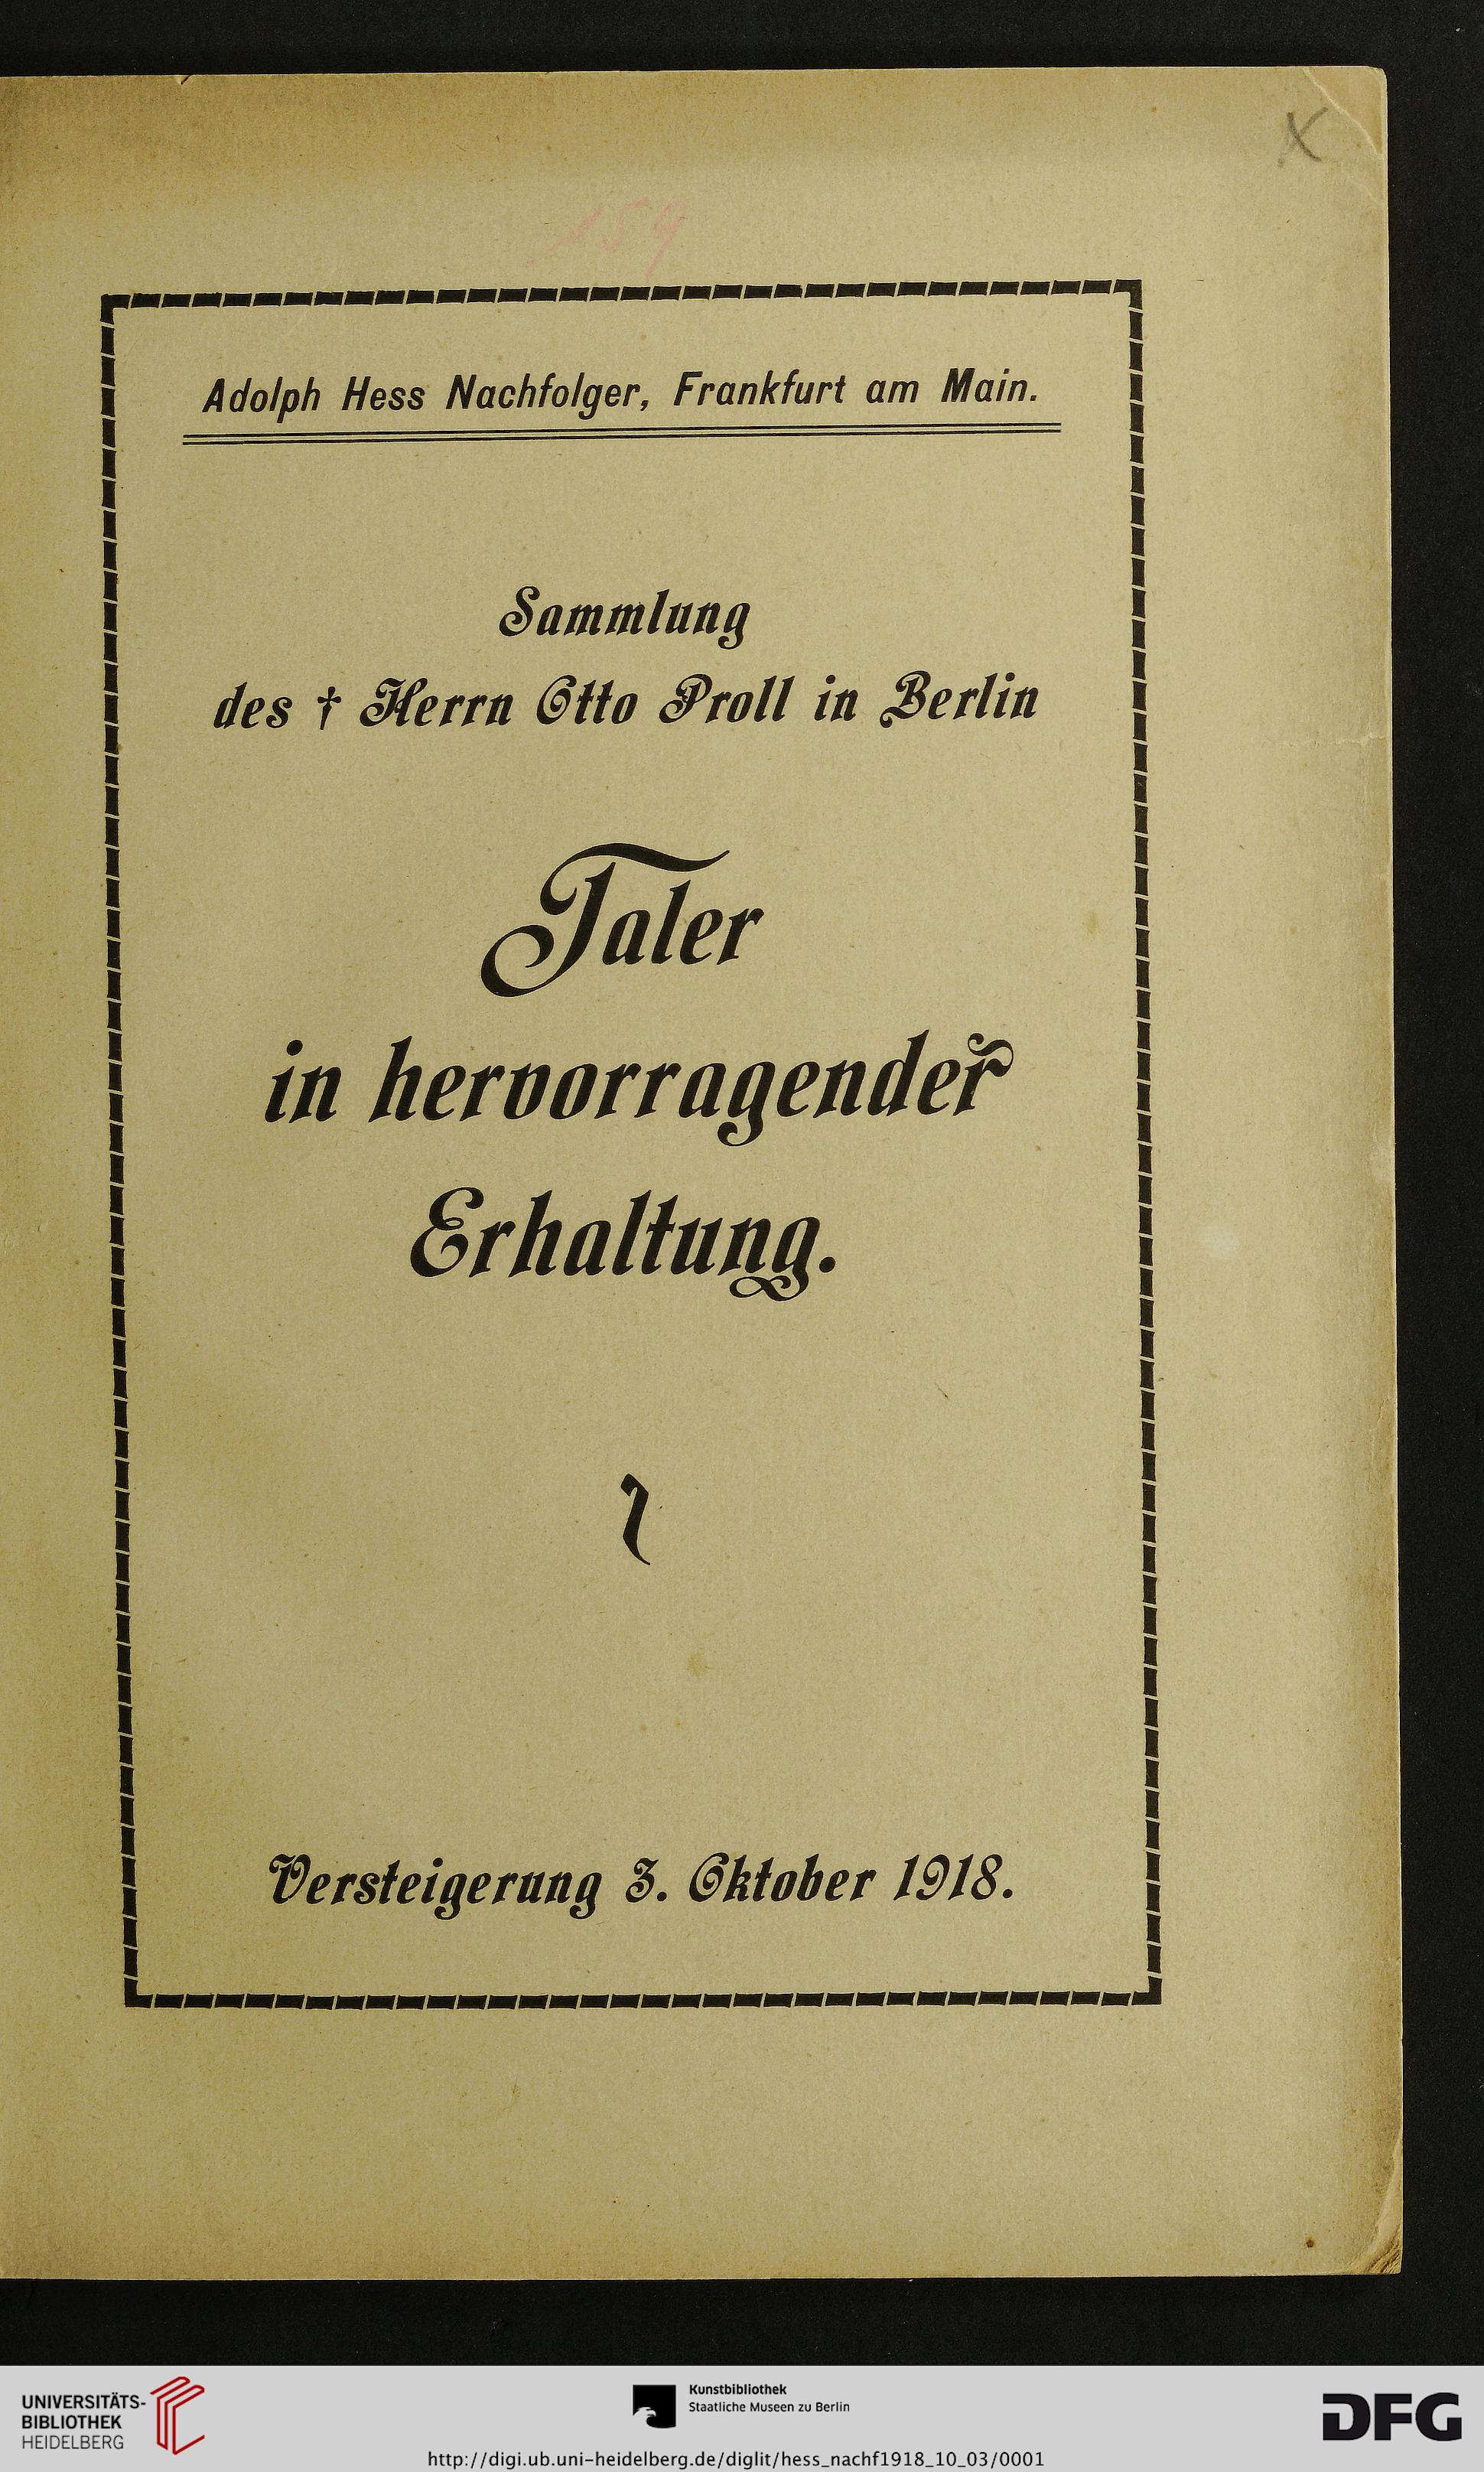 X
159
Adolph Hess Nachfolger, Frankfurt am Main.
Sammlung
des † Herrn Otto Proll in Berlin
Taler
in hervorragender
Erhaltung.
Versteigerung 3. Oktober 1918.
UNIVERSITÄTS-
BIBLIOTHEK
HEIDELBERG
Kunstbibliothek
Staatliche Museen zu Berlin
DFG
http://digi.ub.uni-heidelberg.de/diglit/hess_nachf1918_10_03/0001